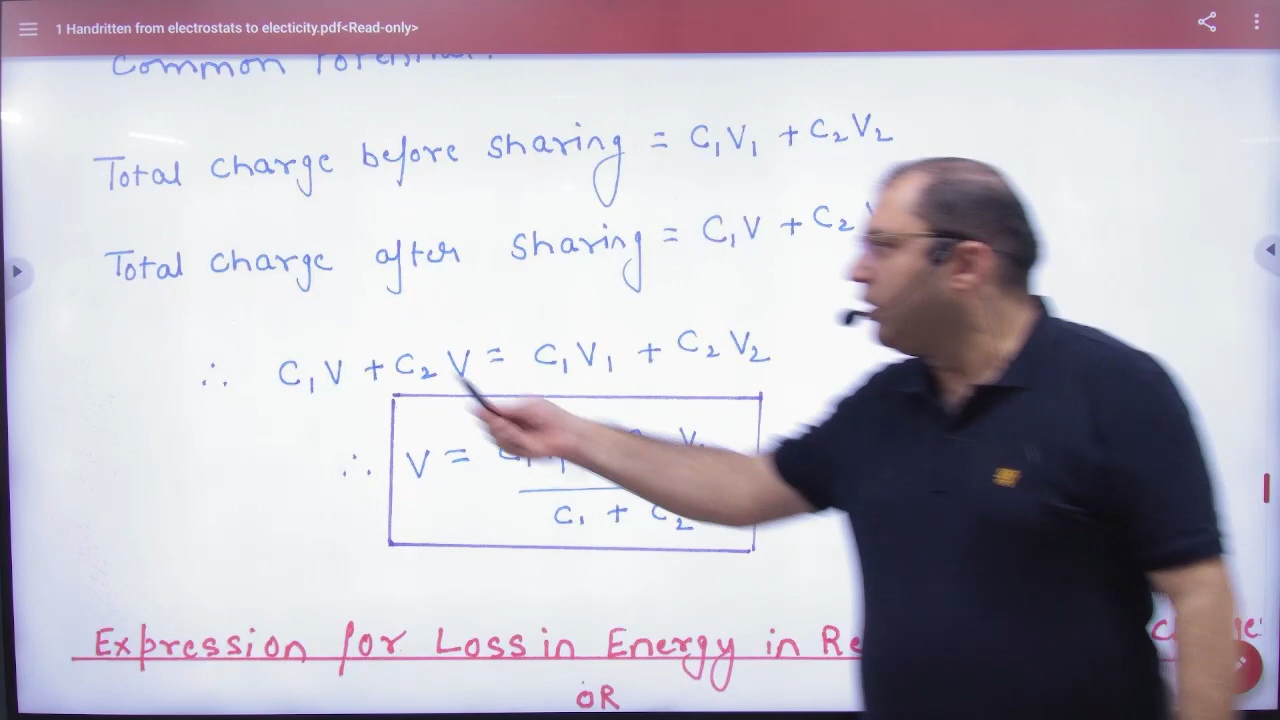 1 Handritten from electrostats to electicity.pdf<Read-only>
Common
Total charge before sharing = C₁V₁ + C₂V₂
Total charge after sharing = C₁V + C₂
∴ C₁V + C₂V = C₁V₁ + C₂V₂
∴ V =
C₁ + C₂
Expression for Loss in Energy in
OR